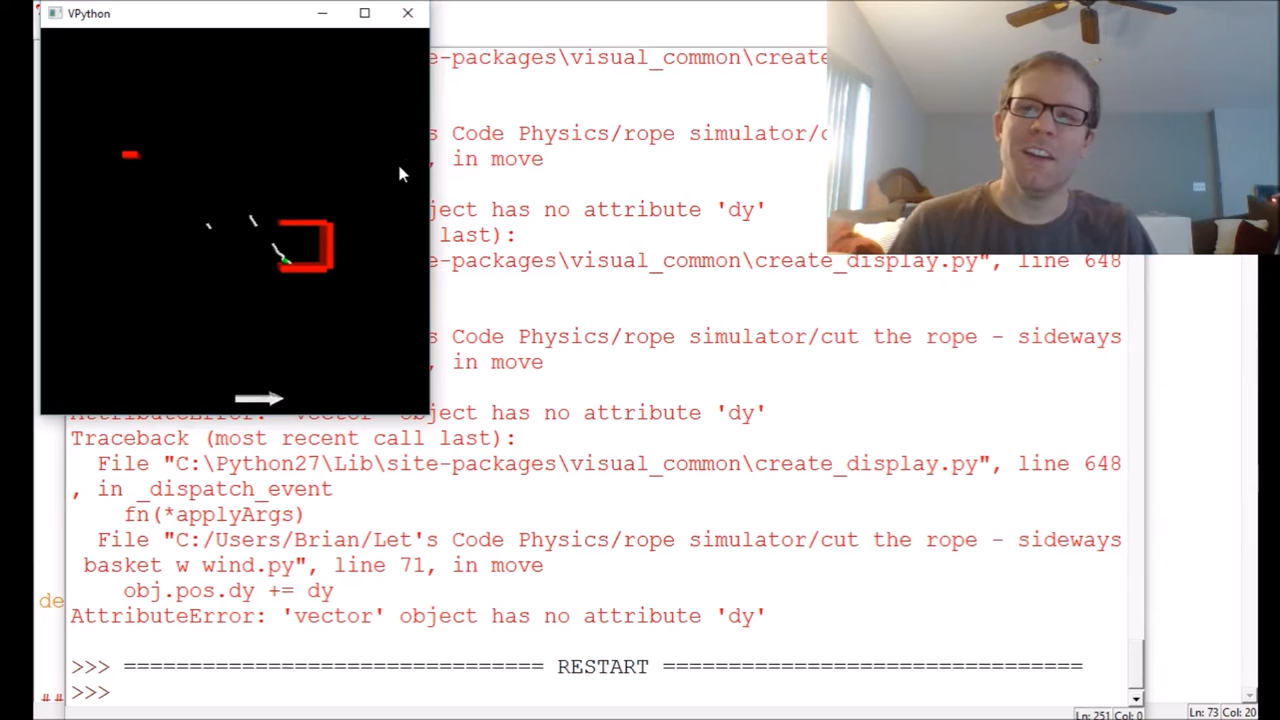 VPython
e-packages\visual_common\create
s Code Physics/rope simulator/
, in move
ject has no attribute 'dy'
last):
e-packages\visual_common\create_display.py", line 648
s Code Physics/rope simulator/cut the rope - sideways
, in move
AttributeError: 'vector' object has no attribute 'dy'
Traceback (most recent call last):
File "C:\Python27\Lib\site-packages\visual_common\create_display.py", line 648
, in _dispatch_event
fn(*applyArgs)
File "C:/Users/Brian/Let's Code Physics/rope simulator/cut the rope - sideways
basket w wind.py", line 71, in move
de
obj.pos.dy += dy
AttributeError: 'vector' object has no attribute 'dy'
>>> ================================ RESTART ================================
>>>
##
Ln: 251 Col: 0
Ln: 73 Col: 20